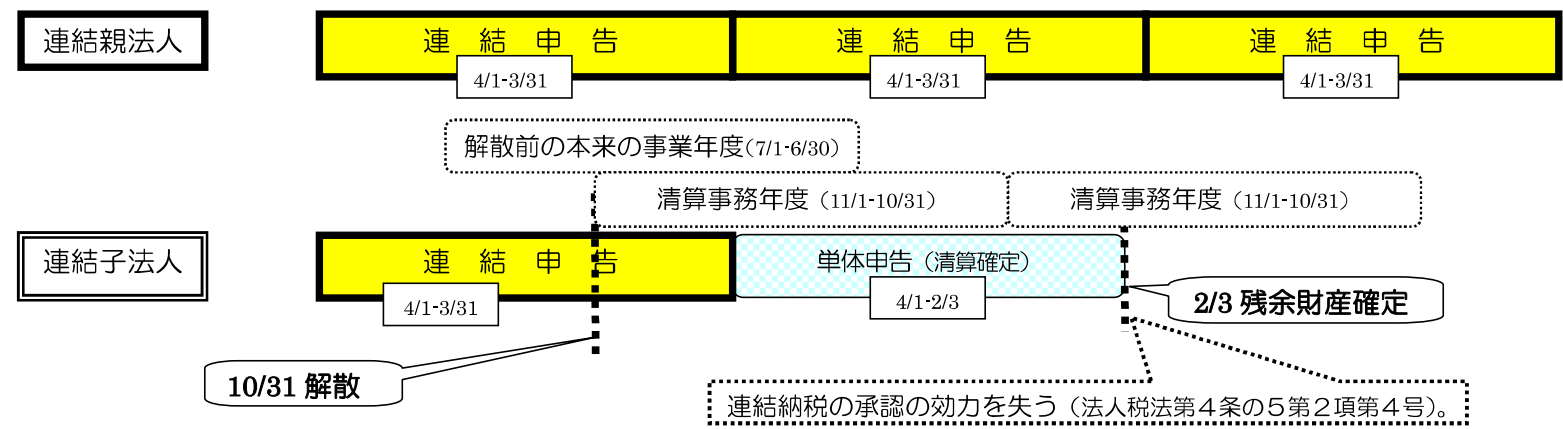 連結親法人
連 結 申 告
4/1-3/31
連 結 申 告
4/1-3/31
連 結 申 告
4/1-3/31
解散前の本来の事業年度(7/1-6/30)
清算事務年度（11/1-10/31）
清算事務年度（11/1-10/31）
連結子法人
連 結 申 告
4/1-3/31
単体申告（清算確定）
4/1-2/3
2/3 残余財産確定
10/31 解散
連結納税の承認の効力を失う（法人税法第４条の５第２項第４号）。